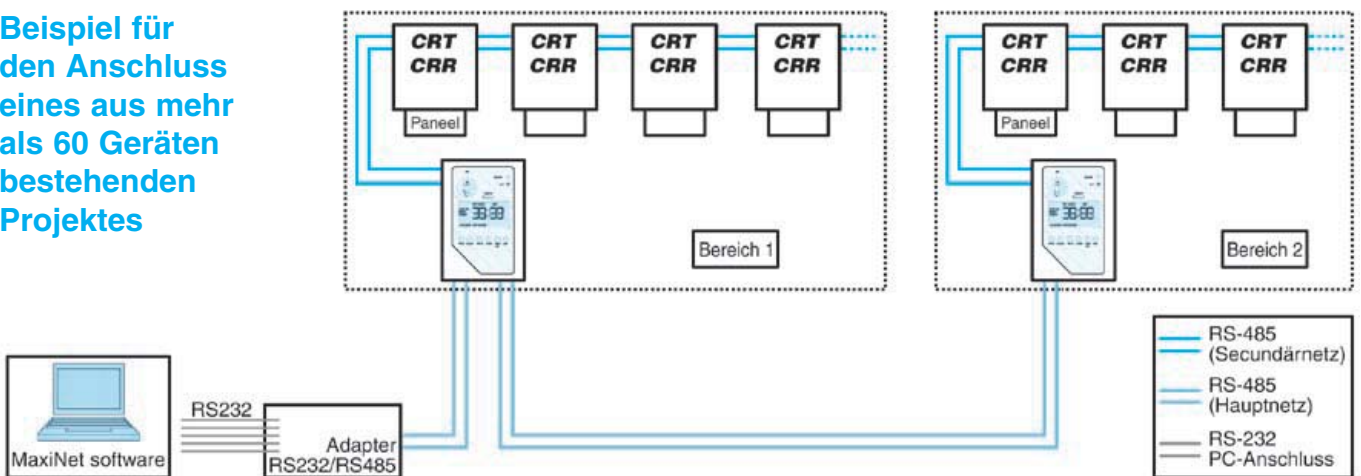 Beispiel für
den Anschluss
eines aus mehr
als 60 Geräten
bestehenden
Projektes
CRT CRT CRT CRT
CRR CRR CRR CRR
Paneel
Bereich 1
CRT CRT CRT
CRR CRR CRR
Paneel
Bereich 2
MaxiNet software
RS232
Adapter
RS232/RS485
RS-485
(Secundärnetz)
RS-485
(Hauptnetz)
RS-232
PC-Anschluss